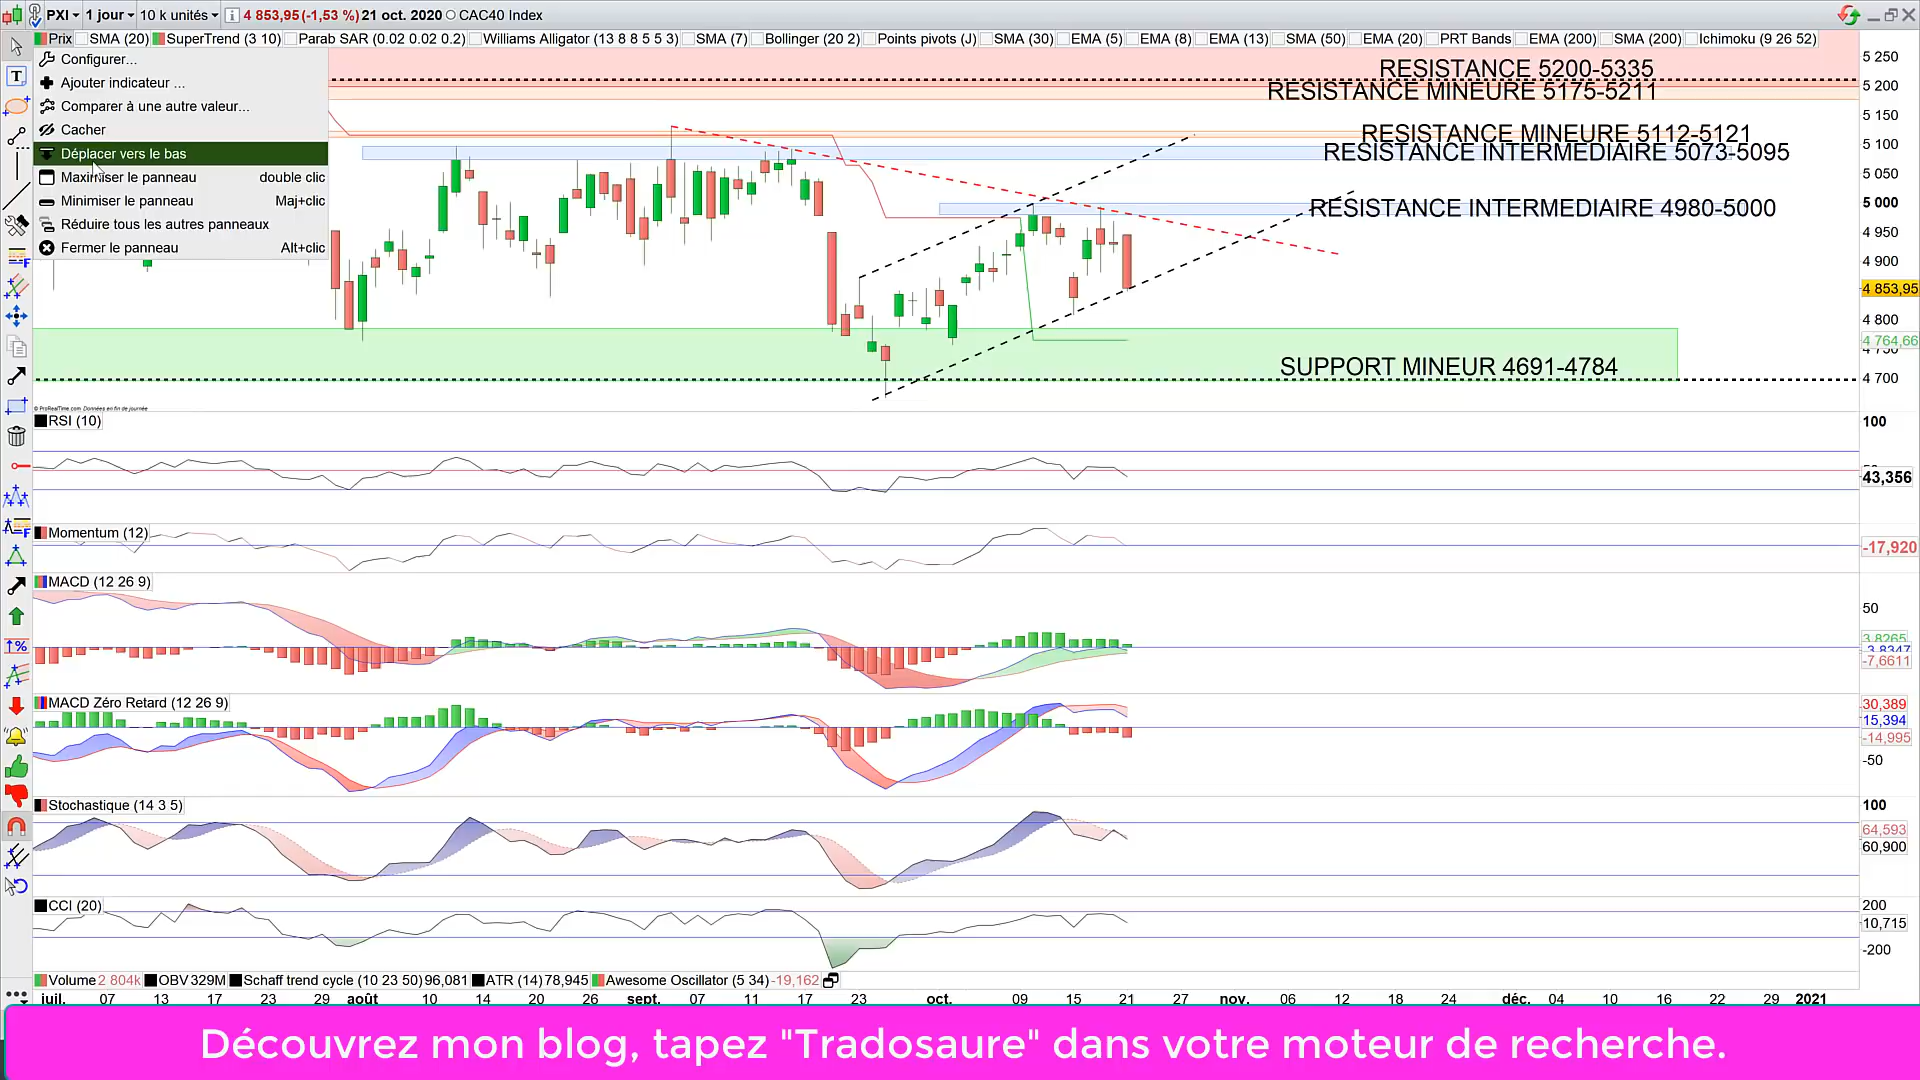 PXI 1 jour 10 k unités i 4 853,95 (-1,53 %) 21 oct. 2020 CAC40 Index
Prix SMA (20) SuperTrend (3 10) Parab SAR (0.02 0.02 0.2) Williams Alligator (13 8 8 5 5 3) SMA (7) Bollinger (20 2) Points pivots (J) SMA (30) EMA (5) EMA (8) EMA (13) SMA (50) EMA (20) PRT Bands EMA (200) SMA (200) Ichimoku (9 26 52)
Configurer...
Ajouter indicateur ...
Comparer à une autre valeur...
Cacher
Déplacer vers le bas
Maximiser le panneau double clic
Minimiser le panneau Maj+clic
Réduire tous les autres panneaux
Fermer le panneau Alt+clic
RESISTANCE 5200-5335
RESISTANCE MINEURE 5175-5211
RESISTANCE MINEURE 5112-5121
RESISTANCE INTERMEDIAIRE 5073-5095
RESISTANCE INTERMEDIAIRE 4980-5000
SUPPORT MINEUR 4691-4784
5 250
5 200
5 150
5 100
5 050
5 000
4 950
4 900
4 853,95
4 800
4 764,66
4 750
4 700
© ProRealTime.com Données en fin de journée
RSI (10)
100
43,356
Momentum (12)
-17,920
MACD (12 26 9)
50
3,8265
-3,8347
-7,6611
MACD Zéro Retard (12 26 9)
30,389
15,394
-14,995
-50
Stochastique (14 3 5)
100
64,593
60,900
CCI (20)
200
10,715
-200
Volume 2 804k OBV 329M Schaff trend cycle (10 23 50) 96,081 ATR (14) 78,945 Awesome Oscillator (5 34) -19,162
juil. 07 13 17 23 29 août 10 14 20 26 sept. 07 11 17 23 oct. 09 15 21 27 nov. 06 12 18 24 déc. 04 10 16 22 29 2021
Découvrez mon blog, tapez "Tradosaure" dans votre moteur de recherche.